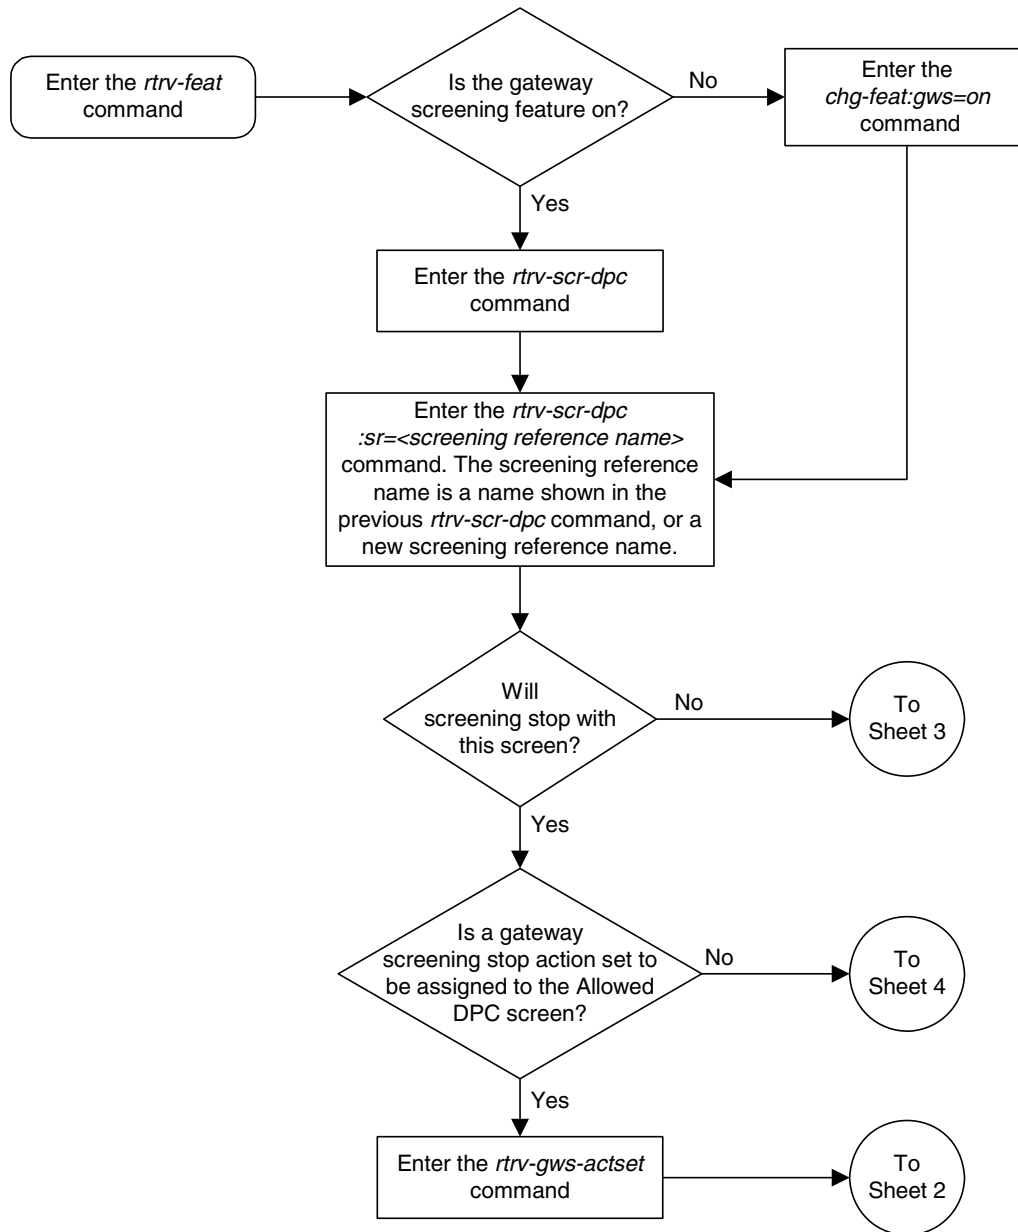 Enter the rtrv-feat
command
Is the gateway
screening feature on?
No
Enter the
chg-feat:gws=on
command
Yes
Enter the rtrv-scr-dpc
command
Enter the rtrv-scr-dpc
:sr=<screening reference name>
command. The screening reference
name is a name shown in the
previous rtrv-scr-dpc command, or a
new screening reference name.
Will
screening stop with
this screen?
No
To
Sheet 3
Yes
Is a gateway
screening stop action set to
be assigned to the Allowed
DPC screen?
No
To
Sheet 4
Yes
Enter the rtrv-gws-actset
command
To
Sheet 2